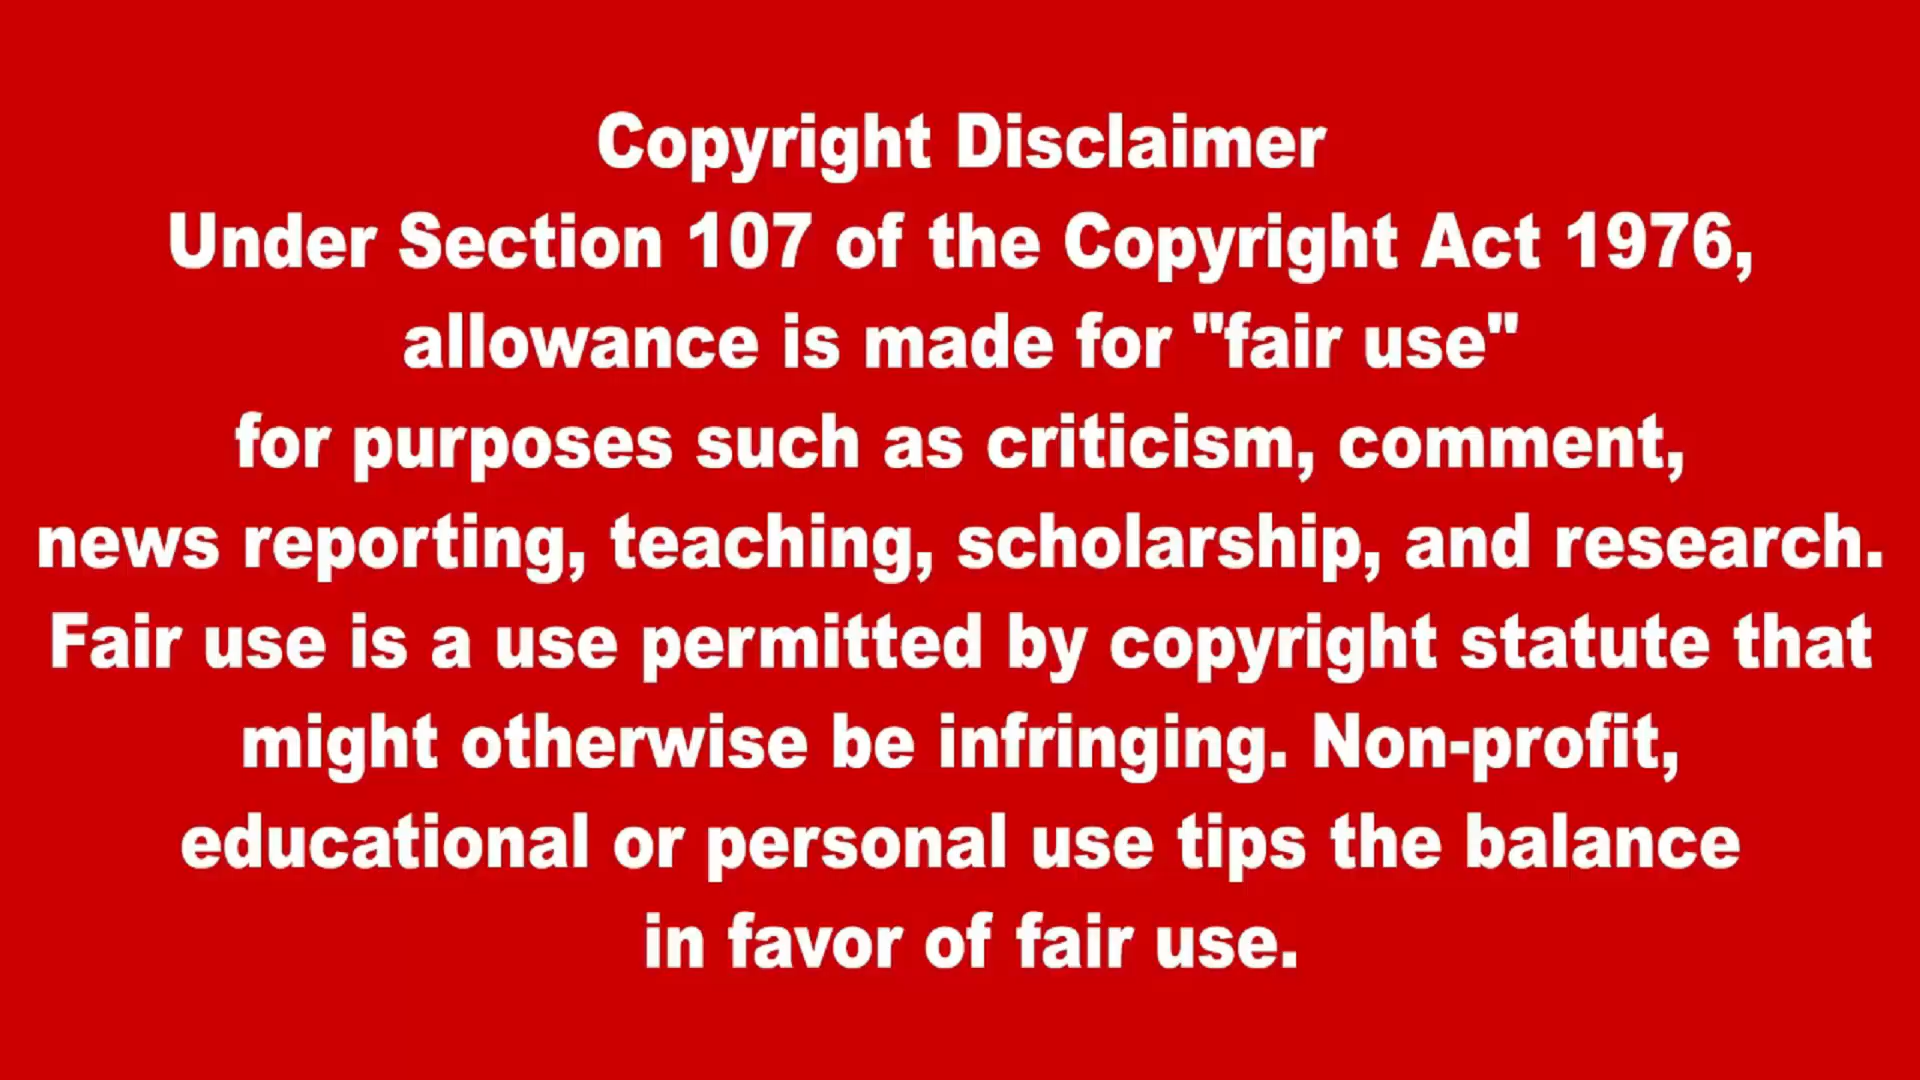 Copyright Disclaimer
Under Section 107 of the Copyright Act 1976,
allowance is made for "fair use"
for purposes such as criticism, comment,
news reporting, teaching, scholarship, and research.
Fair use is a use permitted by copyright statute that
might otherwise be infringing. Non-profit,
educational or personal use tips the balance
in favor of fair use.